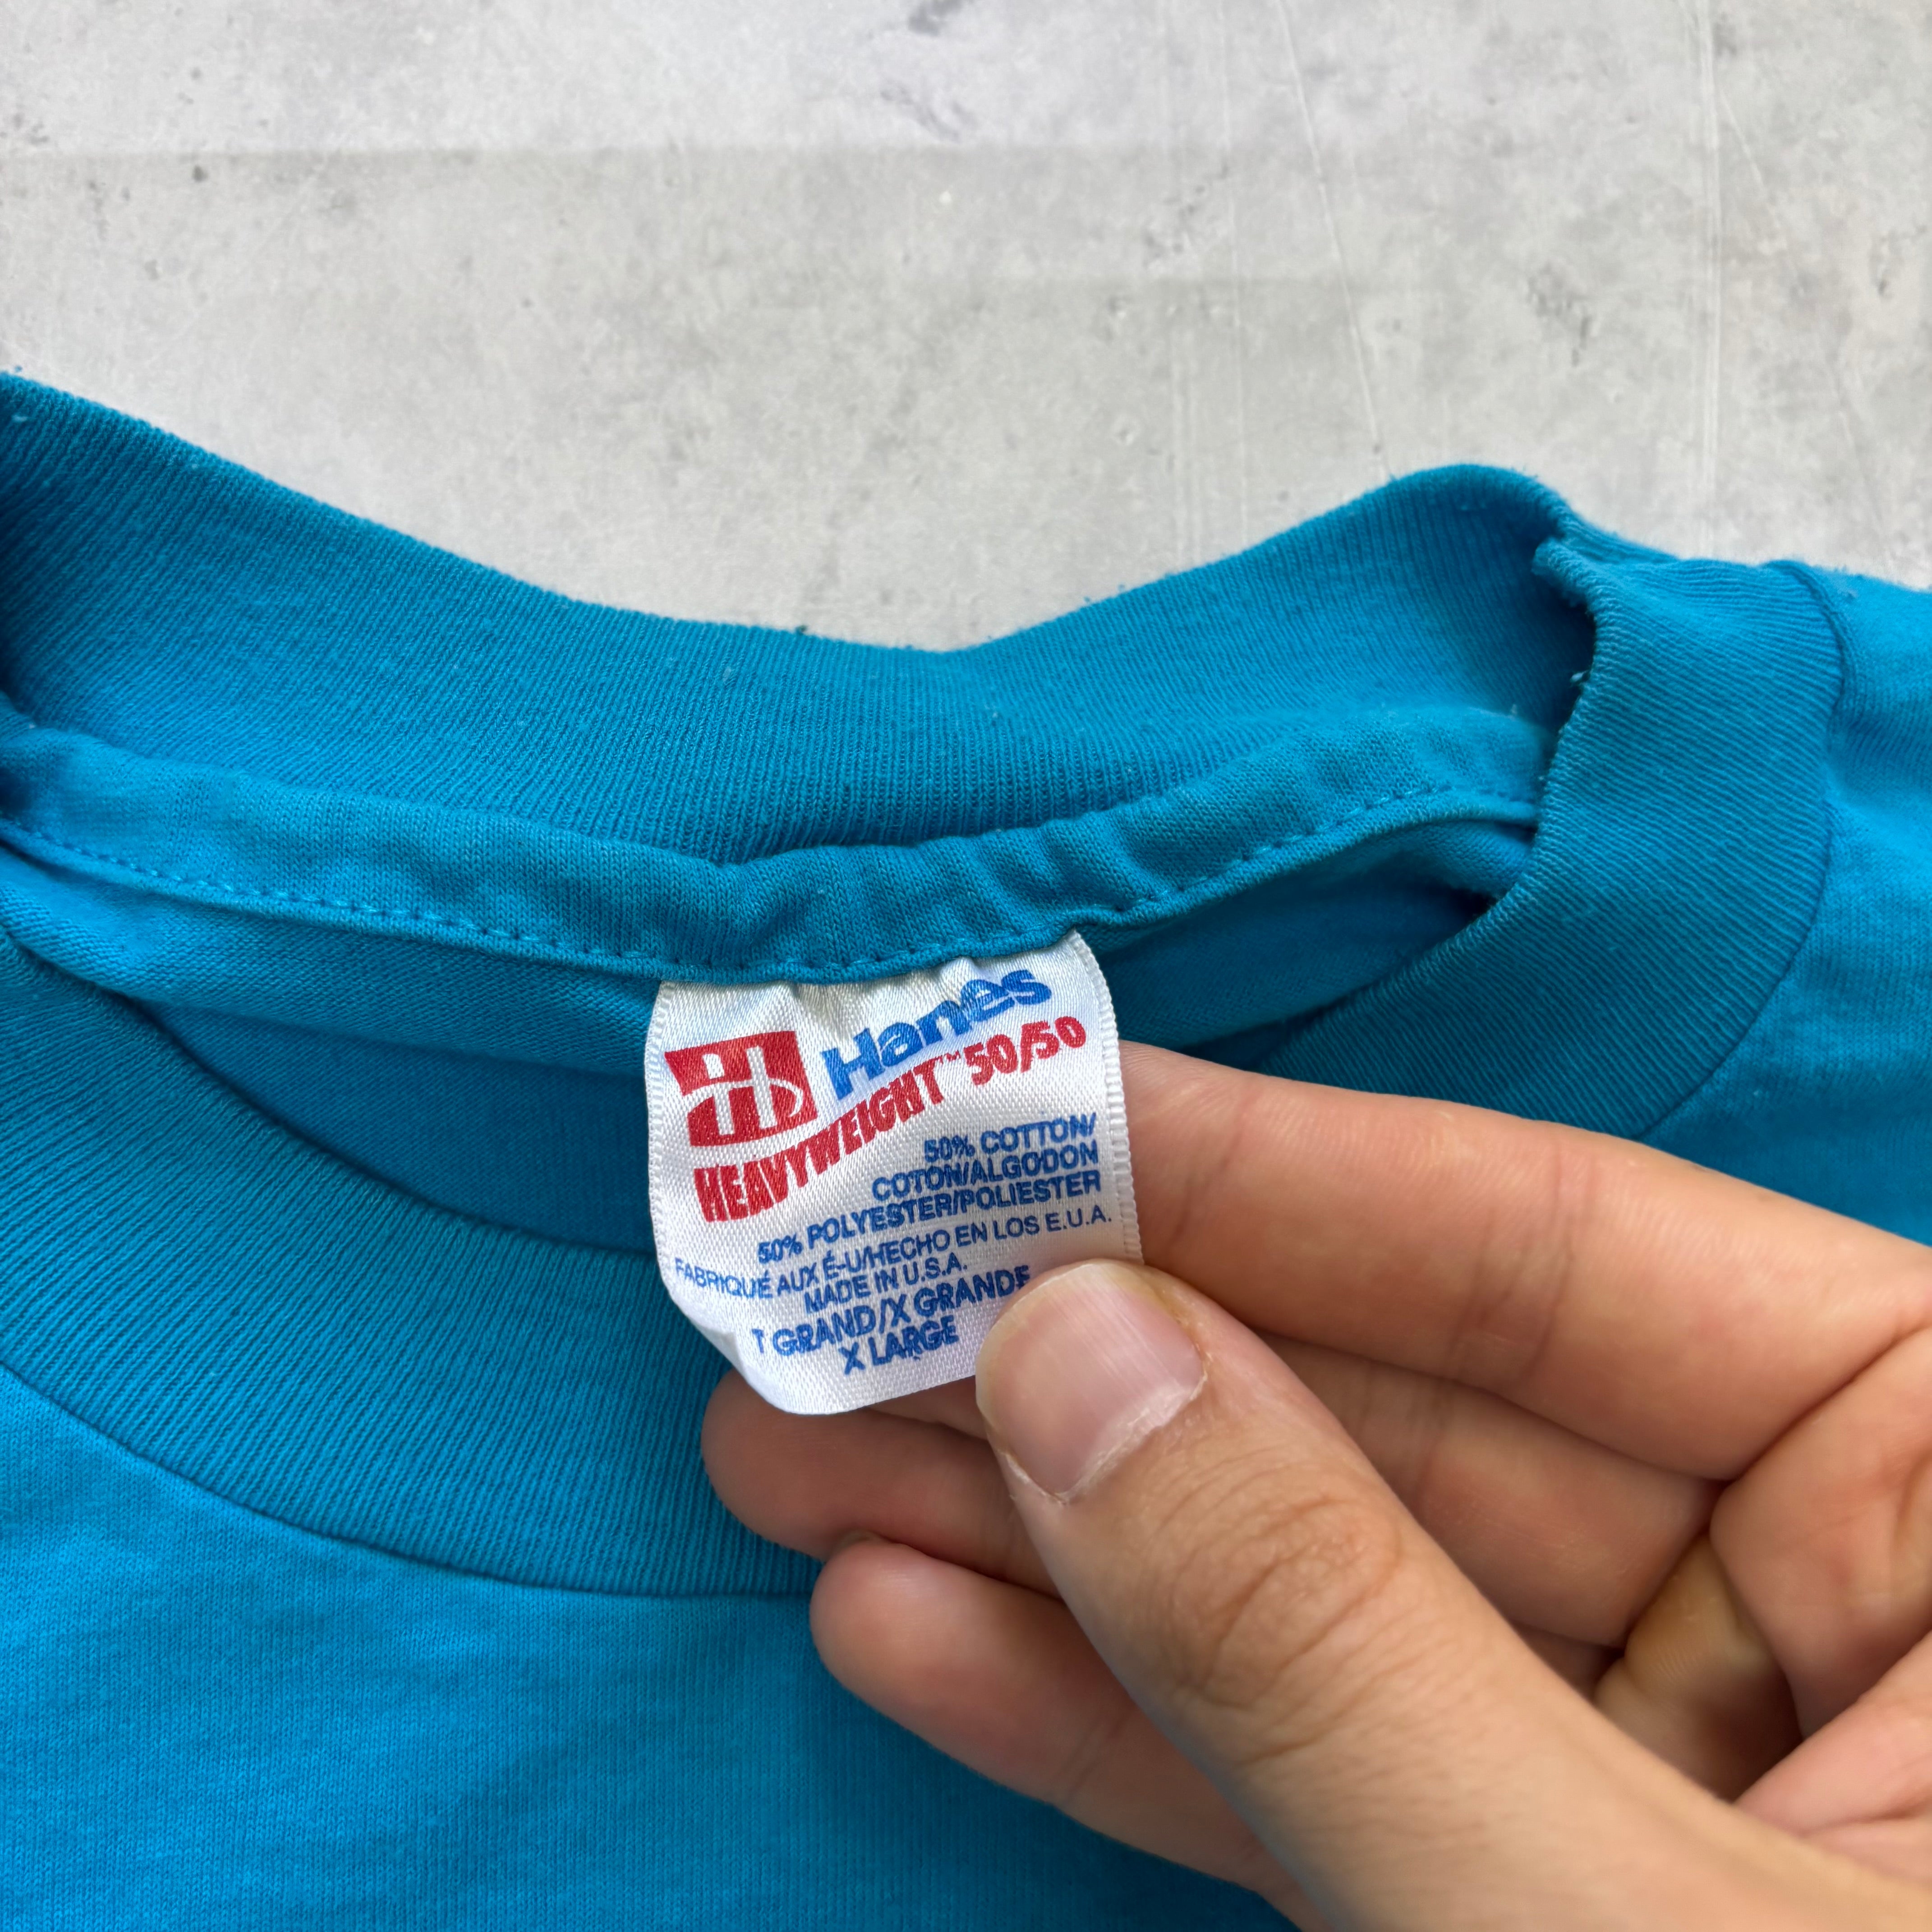 Hanes
HEAVYWEIGHT™ 50/50
50% COTTON/
COTON/ALGODON
50% POLYESTER/POLIESTER
FABRIQUÉ AUX É-U/HECHO EN LOS E.U.A.
MADE IN U.S.A.
T GRAND/X GRANDE
X LARGE